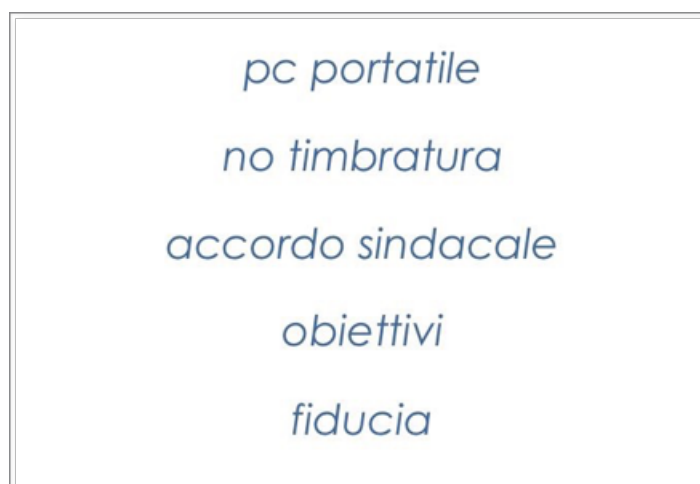 pc portatile
no timbratura
accordo sindacale
obiettivi
fiducia